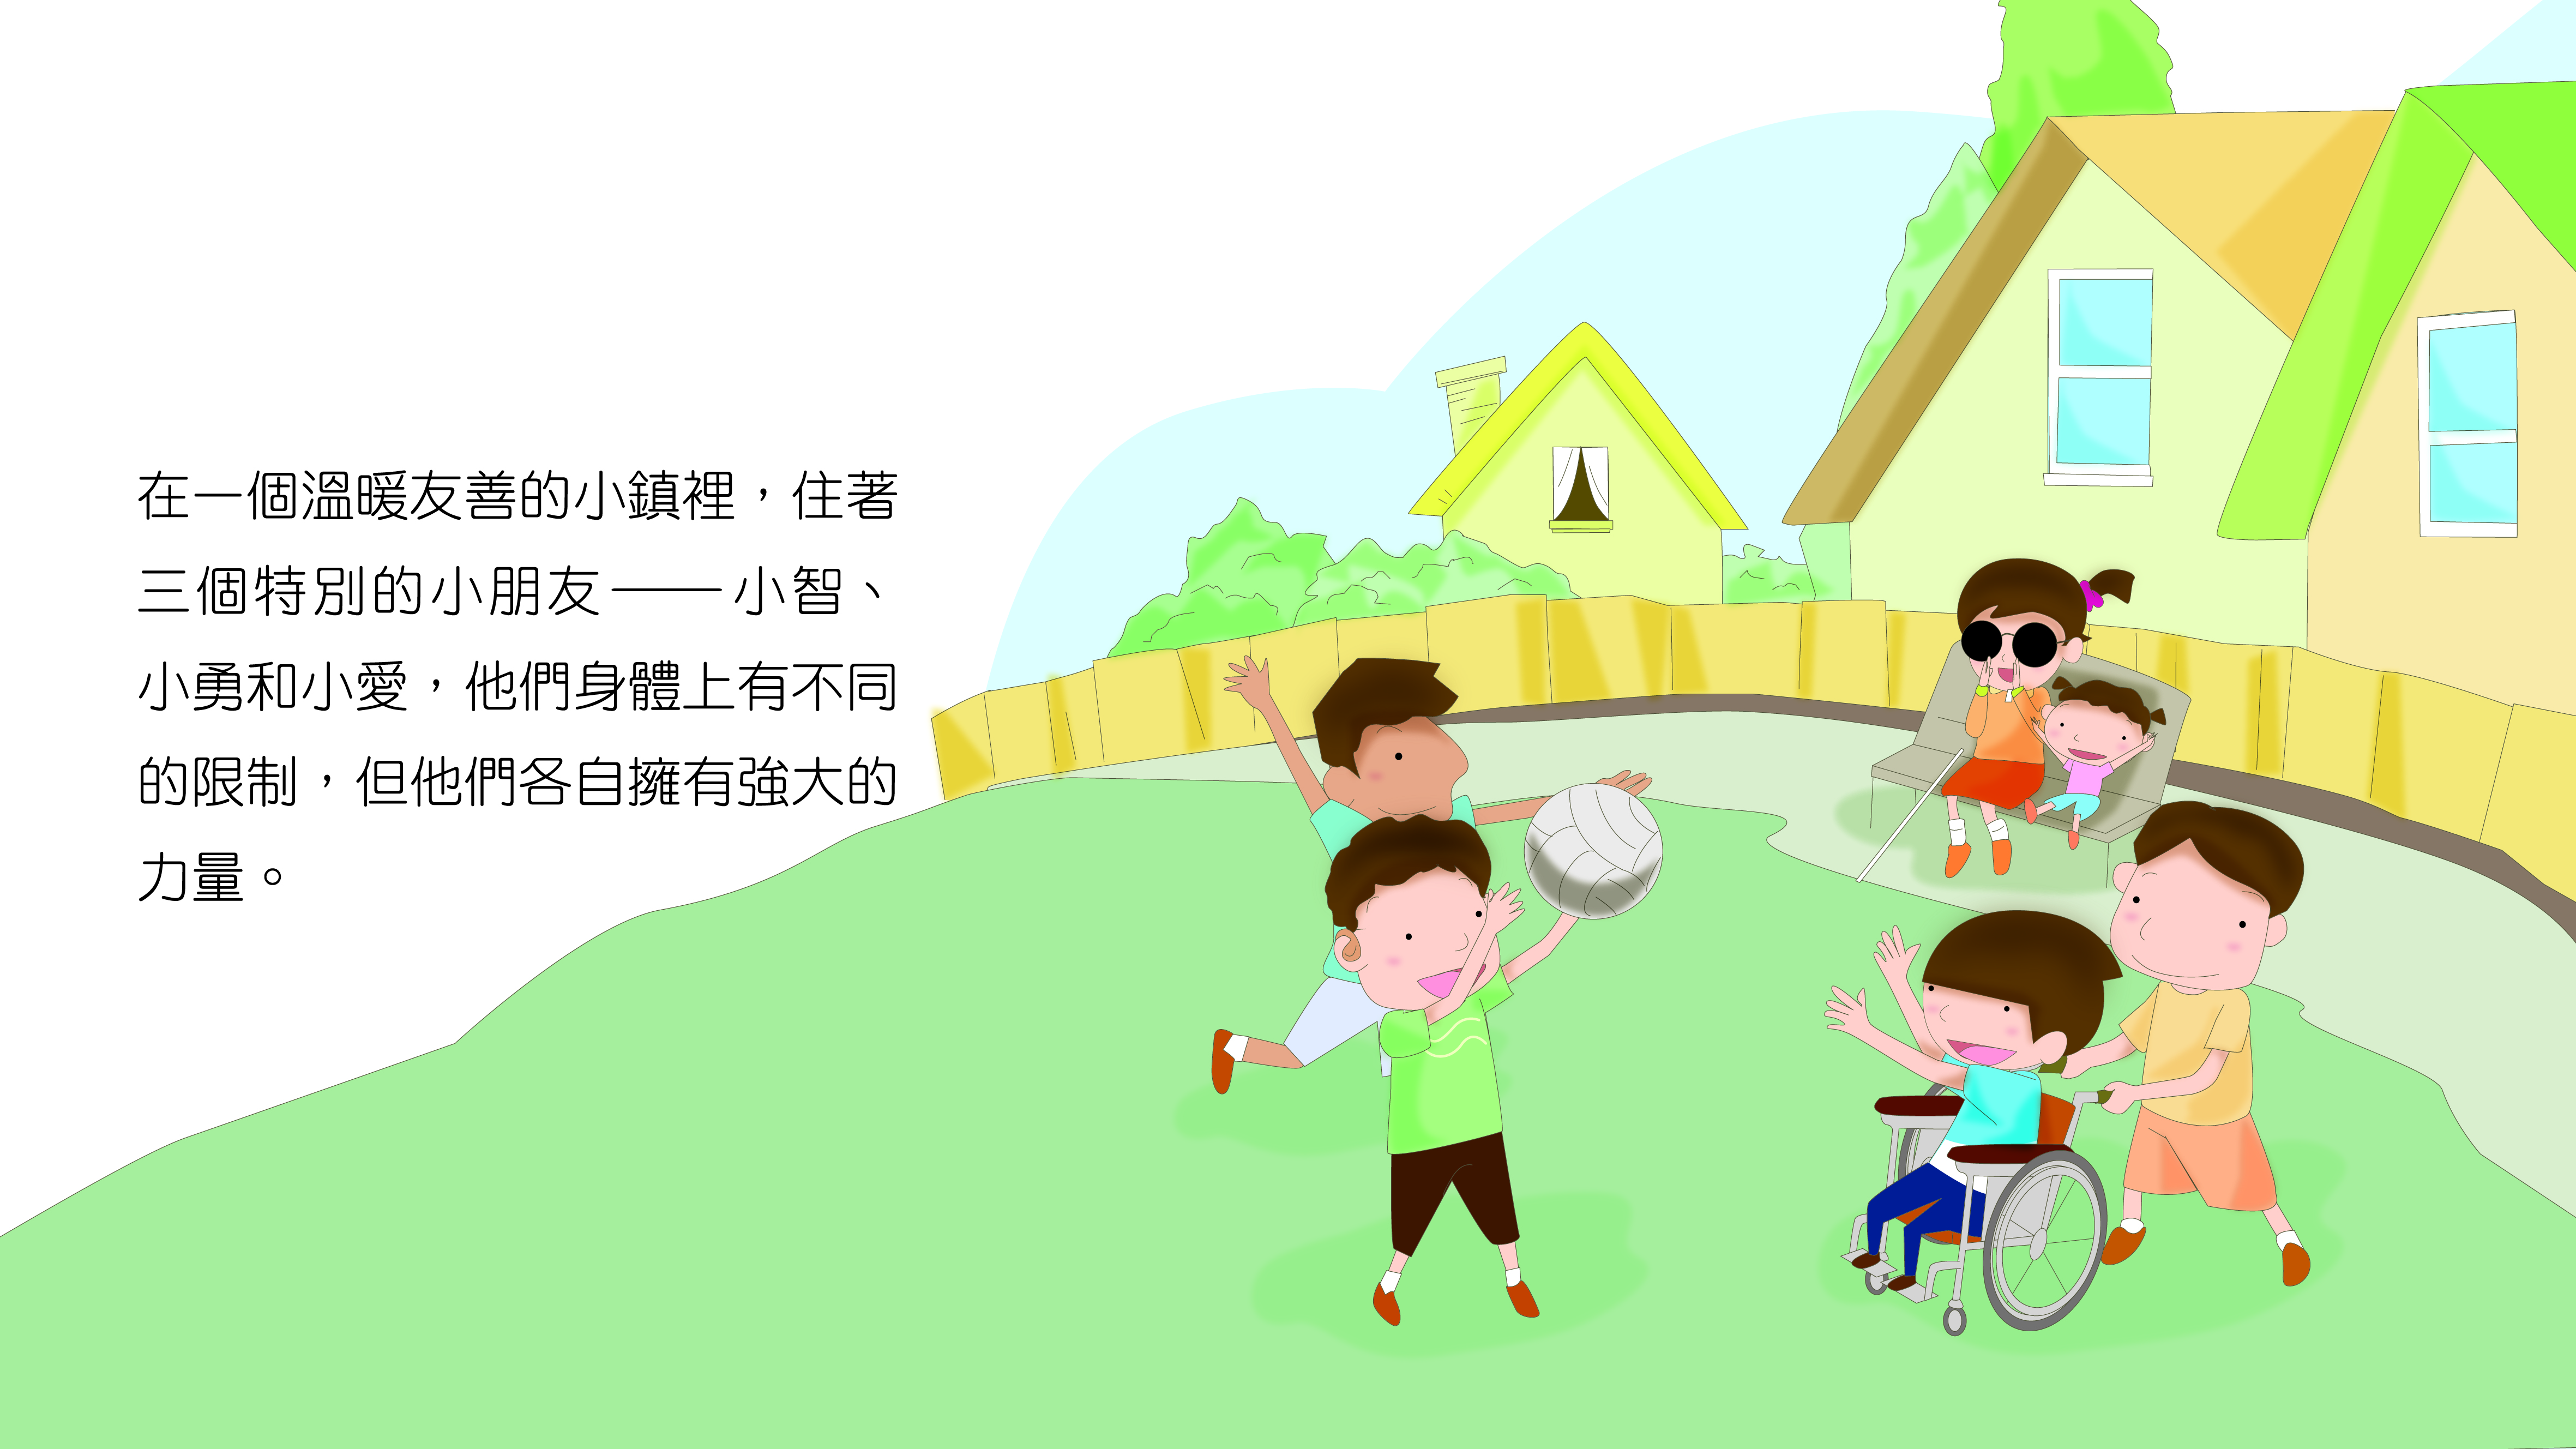 在一個溫暖友善的小鎮裡，住著
三個特別的小朋友——小智、
小勇和小愛，他們身體上有不同
的限制，但他們各自擁有強大的
力量。